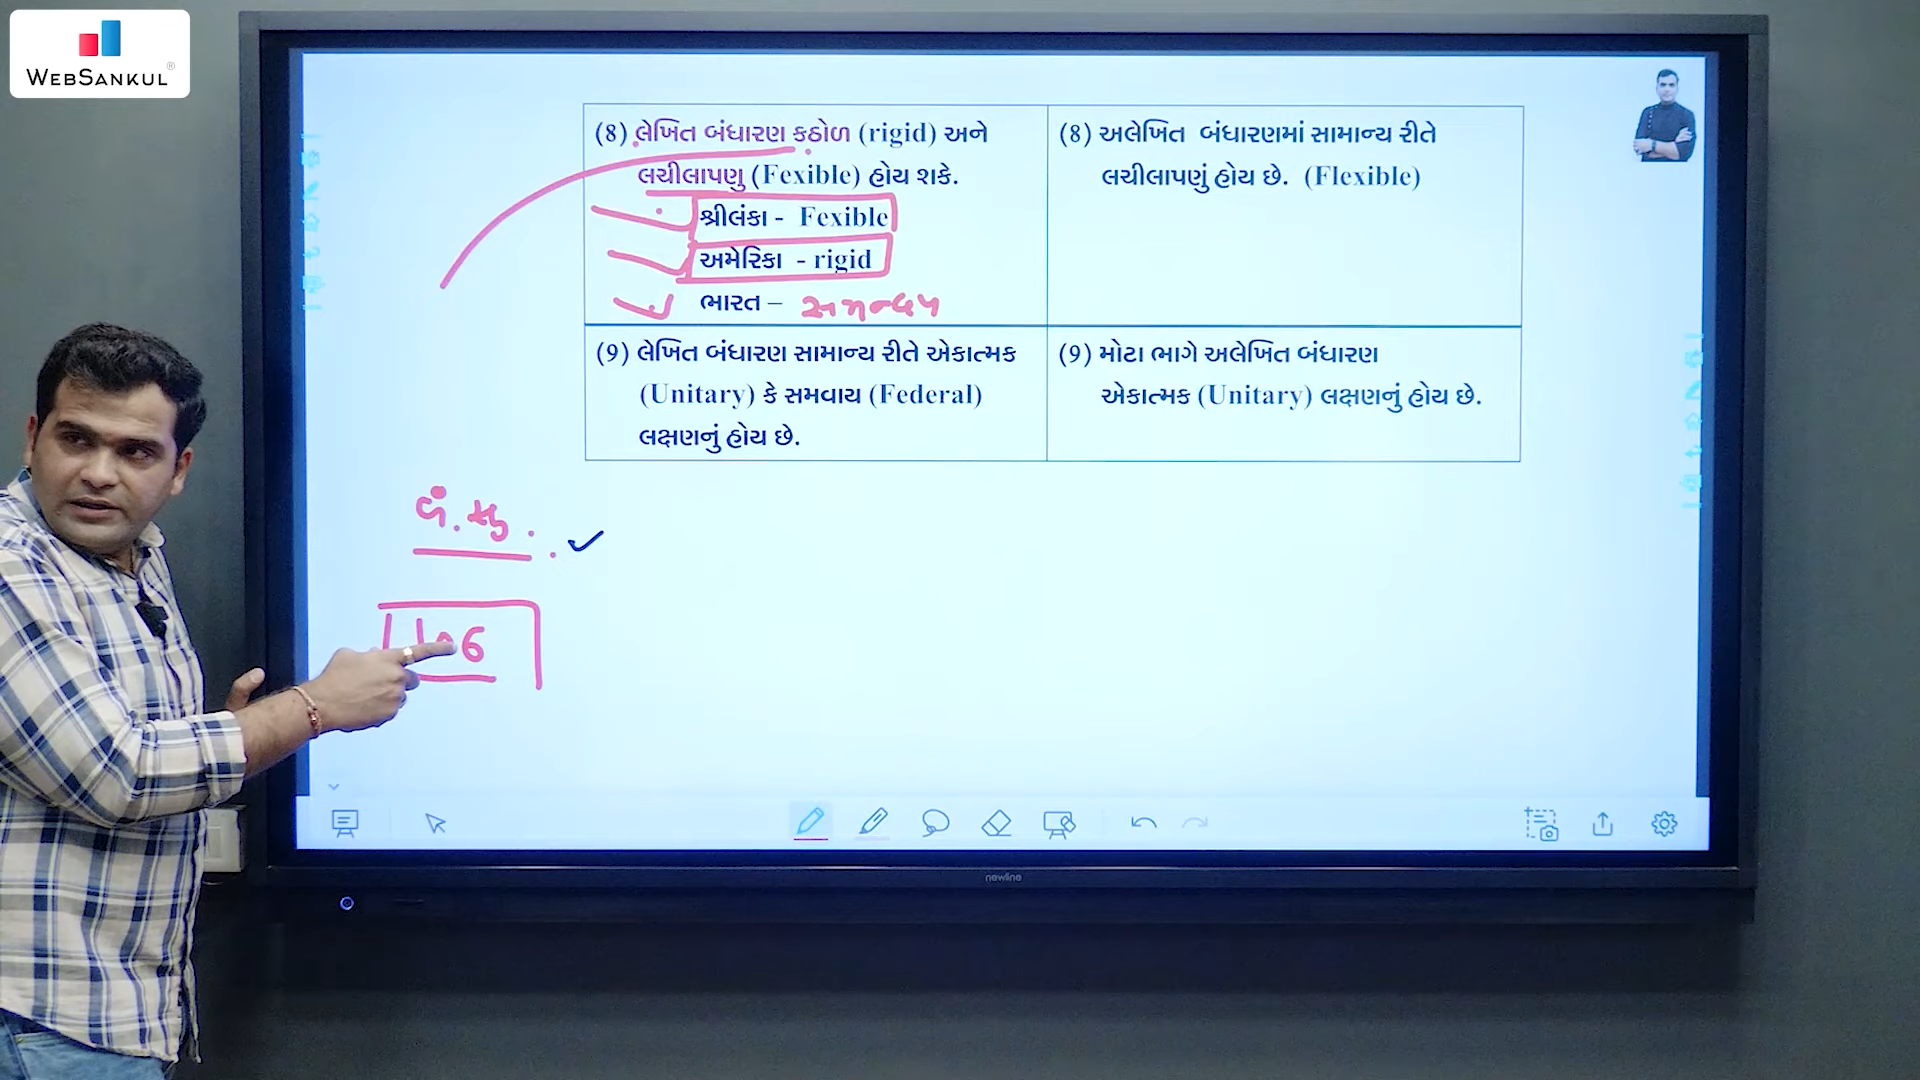 WEBSANKUL®
(8) લેખિત બંધારણ કઠોળ (rigid) અને
લચીલાપણુ (Fexible) હોય શકે.
શ્રીલંકા - Fexible
અમેરિકા - rigid
ભારત – સમન્વય
(8) અલેખિત બંધારણમાં સામાન્ય રીતે
લચીલાપણું હોય છે. (Flexible)
(9) લેખિત બંધારણ સામાન્ય રીતે એકાત્મક
(Unitary) કે સમવાય (Federal)
લક્ષણનું હોય છે.
(9) મોટા ભાગે અલેખિત બંધારણ
એકાત્મક (Unitary) લક્ષણનું હોય છે.
બં. સુ.
newline